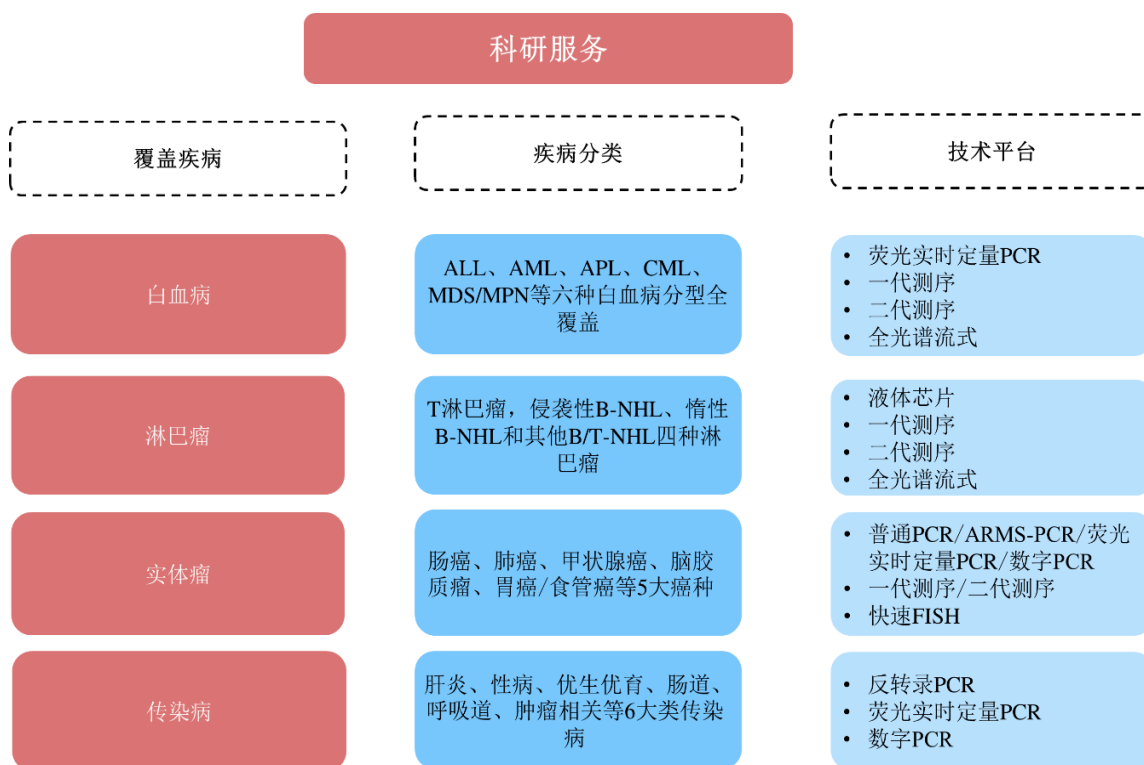 科研服务
覆盖疾病
疾病分类
技术平台
白血病
ALL、AML、APL、CML、
MDS/MPN等六种白血病分型全
覆盖
• 荧光实时定量PCR
• 一代测序
• 二代测序
• 全光谱流式
淋巴瘤
T淋巴瘤，侵袭性B-NHL、惰性
B-NHL和其他B/T-NHL四种淋
巴瘤
• 液体芯片
• 一代测序
• 二代测序
• 全光谱流式
实体瘤
肠癌、肺癌、甲状腺癌、脑胶
质瘤、胃癌/食管癌等5大癌种
• 普通PCR/ARMS-PCR/荧光
实时定量PCR/数字PCR
• 一代测序/二代测序
• 快速FISH
传染病
肝炎、性病、优生优育、肠道、
呼吸道、肿瘤相关等6大类传染
病
• 反转录PCR
• 荧光实时定量PCR
• 数字PCR